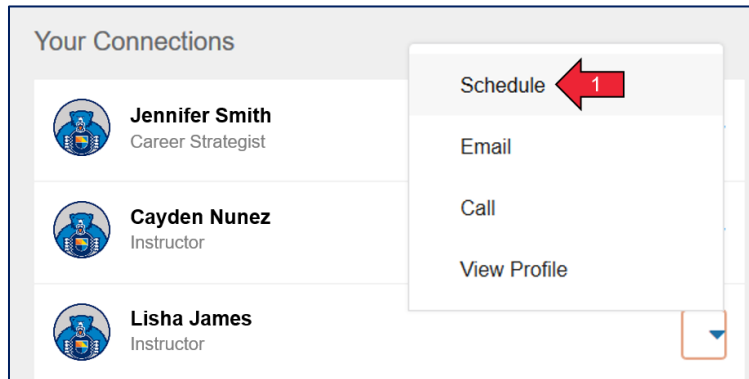 Your Connections
Jennifer Smith
Career Strategist
Cayden Nunez
Instructor
Lisha James
Instructor
Schedule 1
Email
Call
View Profile